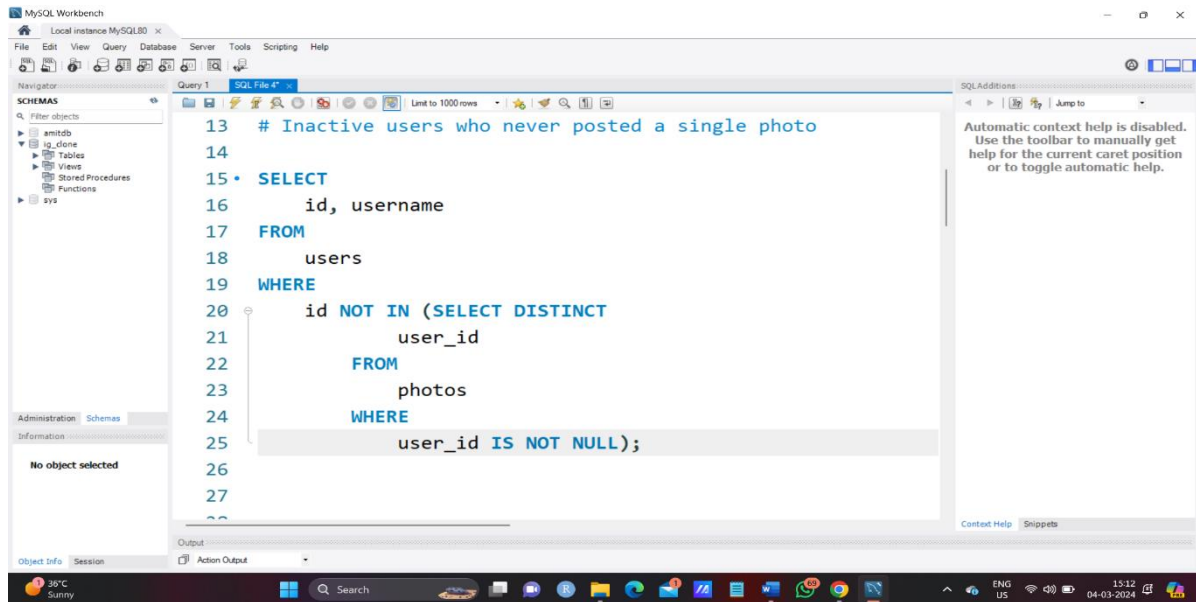 MySQL Workbench
Local instance MySQL80 ×
File Edit View Query Database Server Tools Scripting Help
Navigator
SCHEMAS
Filter objects
amitdb
ig_clone
Tables
Views
Stored Procedures
Functions
sys
Administration Schemas
Information
No object selected
Object Info Session
Query 1 SQL File 4* ×
Limit to 1000 rows
13 # Inactive users who never posted a single photo
14
15 SELECT
16 id, username
17 FROM
18 users
19 WHERE
20 id NOT IN (SELECT DISTINCT
21 user_id
22 FROM
23 photos
24 WHERE
25 user_id IS NOT NULL);
26
27
28
Output
Action Output
SQLAdditions
Jump to
Automatic context help is disabled.
Use the toolbar to manually get
help for the current caret position
or to toggle automatic help.
Context Help Snippets
1
36°C
Sunny
Search
69
ENG
US
15:12
04-03-2024